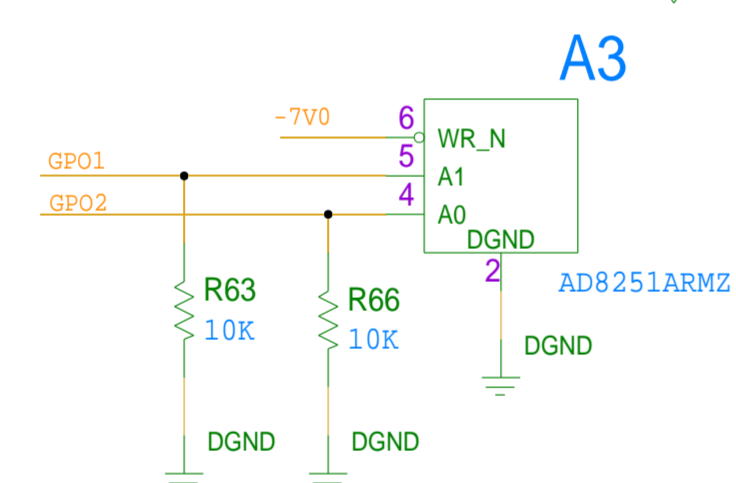 A3
-7V0
6
WR_N
GPO1
5
A1
GPO2
4
A0
DGND
2
AD8251ARMZ
R63
10K
R66
10K
DGND
DGND
DGND